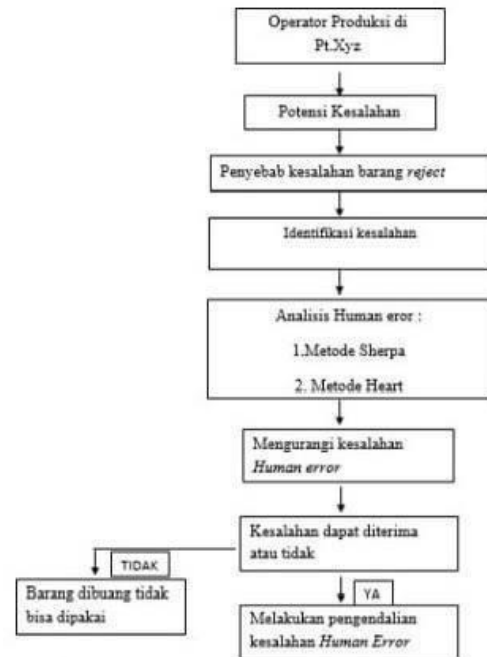 Operator Produksi di
Pt.Xyz
Potensi Kesalahan
Penyebab kesalahan barang reject
Identifikasi kesalahan
Analisis Human eror :
1.Metode Sherpa
2. Metode Heart
Mengurangi kesalahan
Human error
Kesalahan dapat diterima
atau tidak
TIDAK
Barang dibuang tidak
bisa dipakai
YA
Melakukan pengendalian
kesalahan Human Error